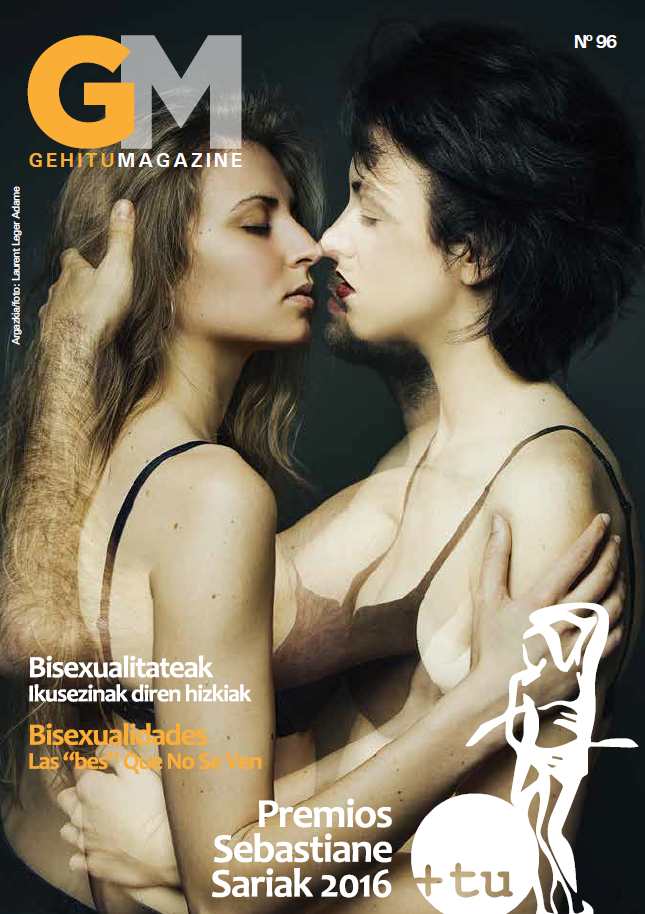 GM
Nº 96
GEHITUMAGAZINE
Argazkia/foto: Laurent Leger Adame
Bisexualitateak
Ikusezinak diren hizkiak
Bisexualidades
Las “bes” Que No Se Ven
Premios
Sebastiane
Sariak 2016
+tu